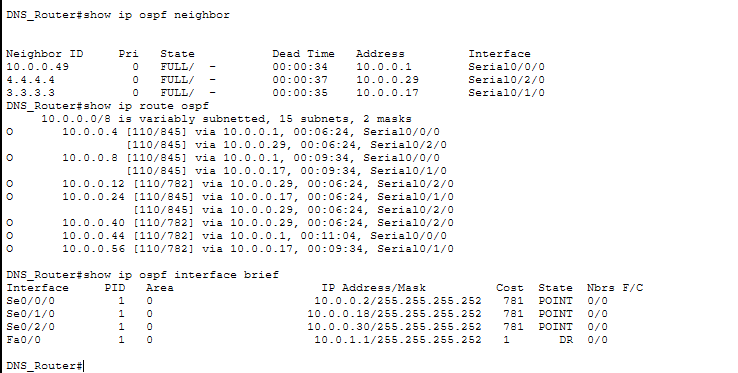 DNS_Router#show ip ospf neighbor
Neighbor ID     Pri   State           Dead Time   Address         Interface
10.0.0.49         0   FULL/  -        00:00:34    10.0.0.1        Serial0/0/0
4.4.4.4           0   FULL/  -        00:00:37    10.0.0.29       Serial0/2/0
3.3.3.3           0   FULL/  -        00:00:35    10.0.0.17       Serial0/1/0
DNS_Router#show ip route ospf
     10.0.0.0/8 is variably subnetted, 15 subnets, 2 masks
O       10.0.0.4 [110/845] via 10.0.0.1, 00:06:24, Serial0/0/0
                 [110/845] via 10.0.0.29, 00:06:24, Serial0/2/0
O       10.0.0.8 [110/845] via 10.0.0.1, 00:09:34, Serial0/0/0
                 [110/845] via 10.0.0.17, 00:09:34, Serial0/1/0
O       10.0.0.12 [110/782] via 10.0.0.29, 00:06:24, Serial0/2/0
O       10.0.0.24 [110/845] via 10.0.0.17, 00:06:24, Serial0/1/0
                  [110/845] via 10.0.0.29, 00:06:24, Serial0/2/0
O       10.0.0.40 [110/782] via 10.0.0.29, 00:06:24, Serial0/2/0
O       10.0.0.44 [110/782] via 10.0.0.1, 00:11:04, Serial0/0/0
O       10.0.0.56 [110/782] via 10.0.0.17, 00:09:34, Serial0/1/0
DNS_Router#show ip ospf interface brief
Interface    PID   Area                     IP Address/Mask          Cost  State  Nbrs F/C
Se0/0/0        1   0                       10.0.0.2/255.255.255.252   781  POINT  0/0
Se0/1/0        1   0                      10.0.0.18/255.255.255.252   781  POINT  0/0
Se0/2/0        1   0                      10.0.0.30/255.255.255.252   781  POINT  0/0
Fa0/0          1   0                       10.0.1.1/255.255.255.252   1       DR  0/0
DNS_Router#